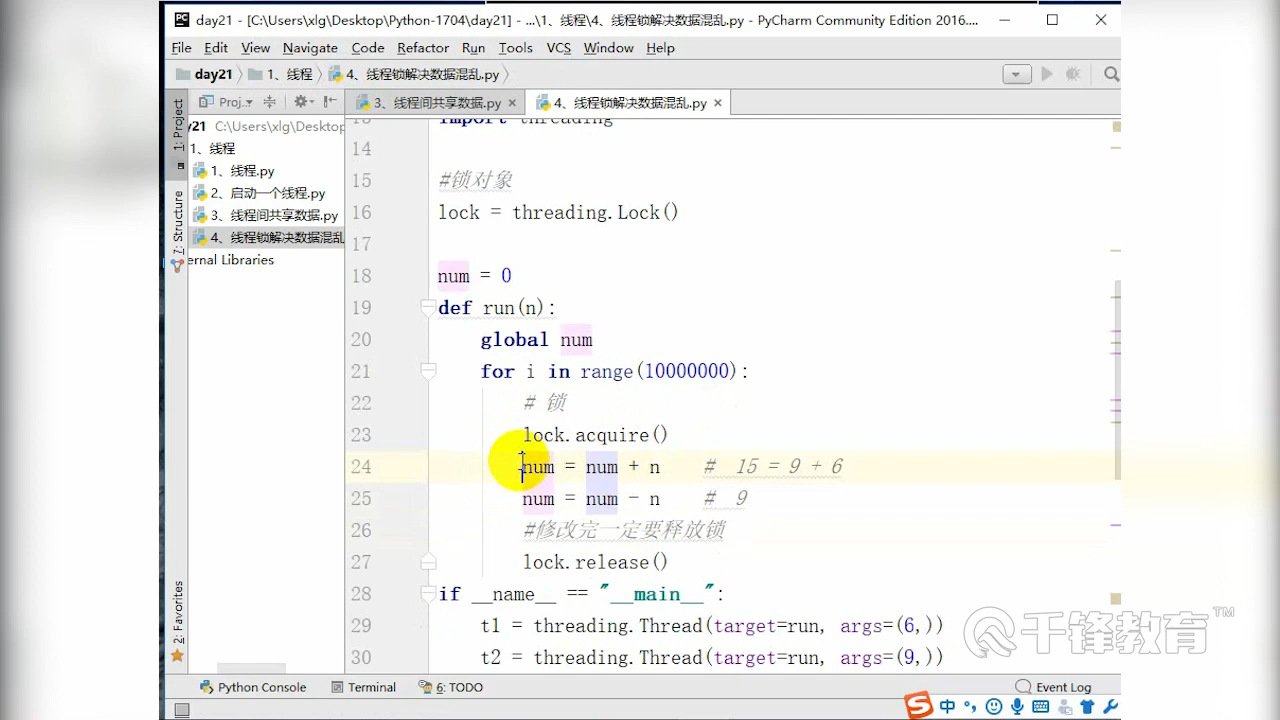 day21 - [C:\Users\xlg\Desktop\Python-1704\day21] - ...\1、线程\4、线程锁解决数据混乱.py - PyCharm Community Edition 2016....
File Edit View Navigate Code Refactor Run Tools VCS Window Help
day21 1、线程 4、线程锁解决数据混乱.py
Proj.. 3、线程间共享数据.py 4、线程锁解决数据混乱.py
1: Project
7: Structure
2: Favorites
y21 C:\Users\xlg\Desktop
1、线程
1、线程.py
2、启动一个线程.py
3、线程间共享数据.py
4、线程锁解决数据混乱
ernal Libraries
13 import threading
14
15 #锁对象
16 lock = threading.Lock()
17
18 num = 0
19 def run(n):
20 global num
21 for i in range(10000000):
22 # 锁
23 lock.acquire()
24 num = num + n # 15 = 9 + 6
25 num = num - n # 9
26 #修改完一定要释放锁
27 lock.release()
28 if __name__ == "__main__":
29 t1 = threading.Thread(target=run, args=(6,))
30 t2 = threading.Thread(target=run, args=(9,))
千锋教育™
Python Console Terminal 6: TODO Event Log
中